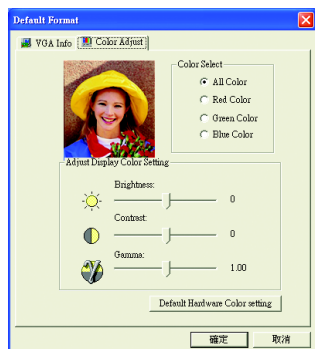 Default Format
VGA Info
Color Adjust
Color Select
All Color
Red Color
Green Color
Blue Color
Adjust Display Color Setting
Brightness:
0
Contrast:
0
Gamma:
1.00
Default Hardware Color setting
確定
取消